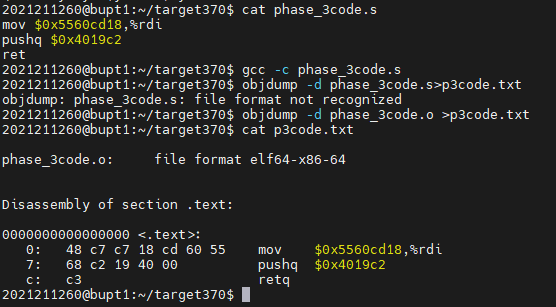 2021211260@bupt1:~/target370$ cat phase_3code.s
mov $0x5560cd18,%rdi
pushq $0x4019c2
ret
2021211260@bupt1:~/target370$ gcc -c phase_3code.s
2021211260@bupt1:~/target370$ objdump -d phase_3code.s>p3code.txt
objdump: phase_3code.s: file format not recognized
2021211260@bupt1:~/target370$ objdump -d phase_3code.o >p3code.txt
2021211260@bupt1:~/target370$ cat p3code.txt
phase_3code.o:     file format elf64-x86-64
Disassembly of section .text:
0000000000000000 <.text>:
   0:   48 c7 c7 18 cd 60 55    mov    $0x5560cd18,%rdi
   7:   68 c2 19 40 00          pushq  $0x4019c2
   c:   c3                      retq
2021211260@bupt1:~/target370$